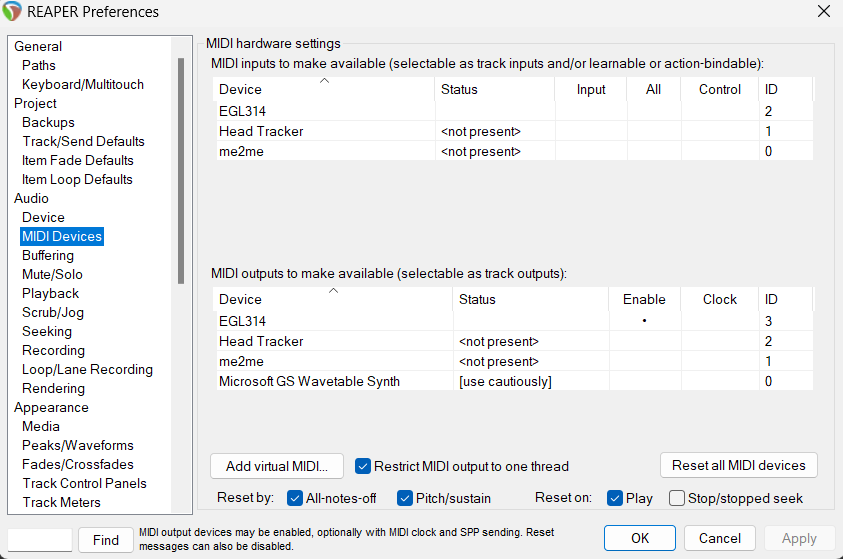 REAPER Preferences
General
Paths
Keyboard/Multitouch
Project
Backups
Track/Send Defaults
Item Fade Defaults
Item Loop Defaults
Audio
Device
MIDI Devices
Buffering
Mute/Solo
Playback
Scrub/Jog
Seeking
Recording
Loop/Lane Recording
Rendering
Appearance
Media
Peaks/Waveforms
Fades/Crossfades
Track Control Panels
Track Meters
MIDI hardware settings
MIDI inputs to make available (selectable as track inputs and/or learnable or action-bindable):
Device Status Input All Control ID
EGL314 2
Head Tracker <not present> 1
me2me <not present> 0
MIDI outputs to make available (selectable as track outputs):
Device Status Enable Clock ID
EGL314 • 3
Head Tracker <not present> 2
me2me <not present> 1
Microsoft GS Wavetable Synth [use cautiously] 0
Add virtual MIDI... Restrict MIDI output to one thread Reset all MIDI devices
Reset by: All-notes-off Pitch/sustain Reset on: Play Stop/stopped seek
Find
MIDI output devices may be enabled, optionally with MIDI clock and SPP sending. Reset
messages can also be disabled.
OK Cancel Apply